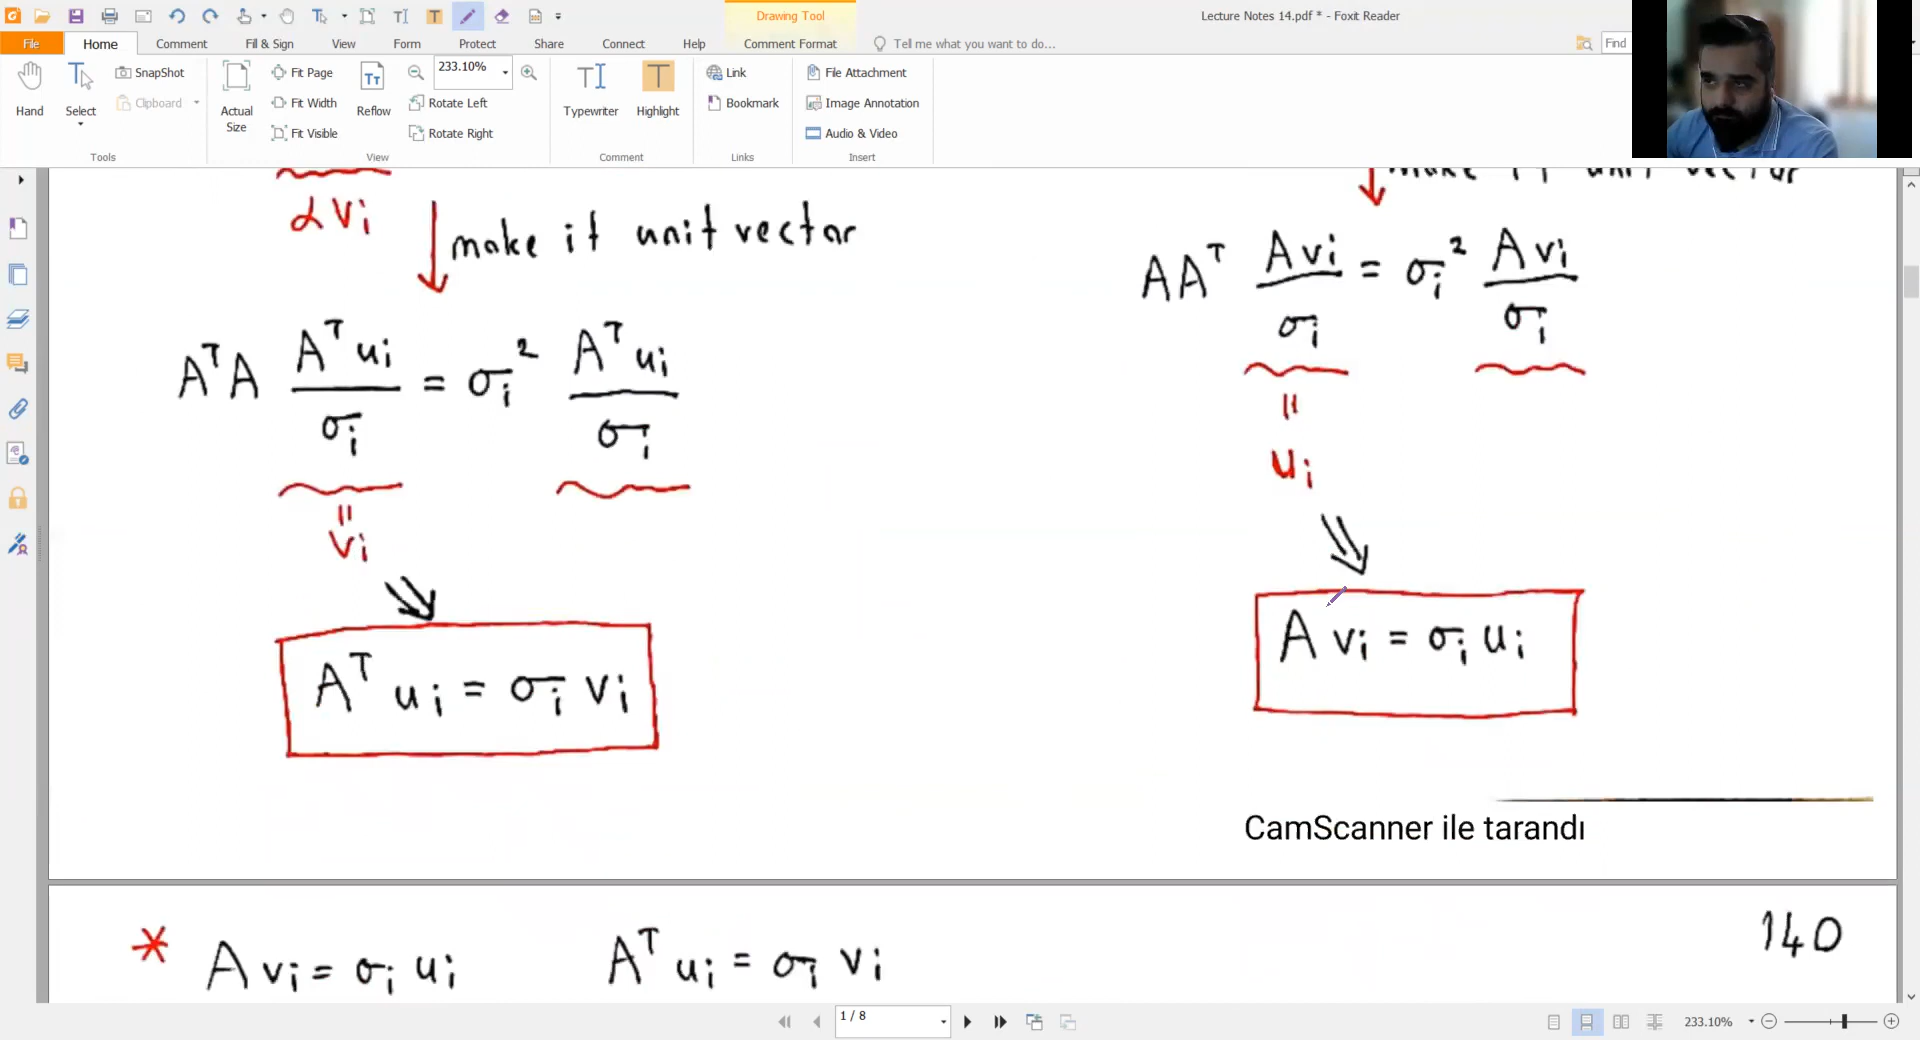 Drawing Tool
Lecture Notes 14.pdf * - Foxit Reader
File Home Comment Fill & Sign View Form Protect Share Connect Help Comment Format Tell me what you want to do... Find
Hand
Select
SnapShot
Clipboard
Actual Size
Fit Page
Fit Width
Fit Visible
Reflow
233.10%
Rotate Left
Rotate Right
Typewriter
Highlight
Link
Bookmark
File Attachment
Image Annotation
Audio & Video
Tools View Comment Links Insert
αvᵢ
make it unit vector
make it unit vector
AᵀA Aᵀuᵢ/σᵢ = σᵢ² Aᵀuᵢ/σᵢ
= vᵢ
⇒
Aᵀ uᵢ = σᵢ vᵢ
AAᵀ Avᵢ/σᵢ = σᵢ² Avᵢ/σᵢ
= uᵢ
⇒
A vᵢ = σᵢ uᵢ
CamScanner ile tarandı
140
* A vᵢ = σᵢ uᵢ Aᵀ uᵢ = σᵢ vᵢ
1 / 8
233.10%